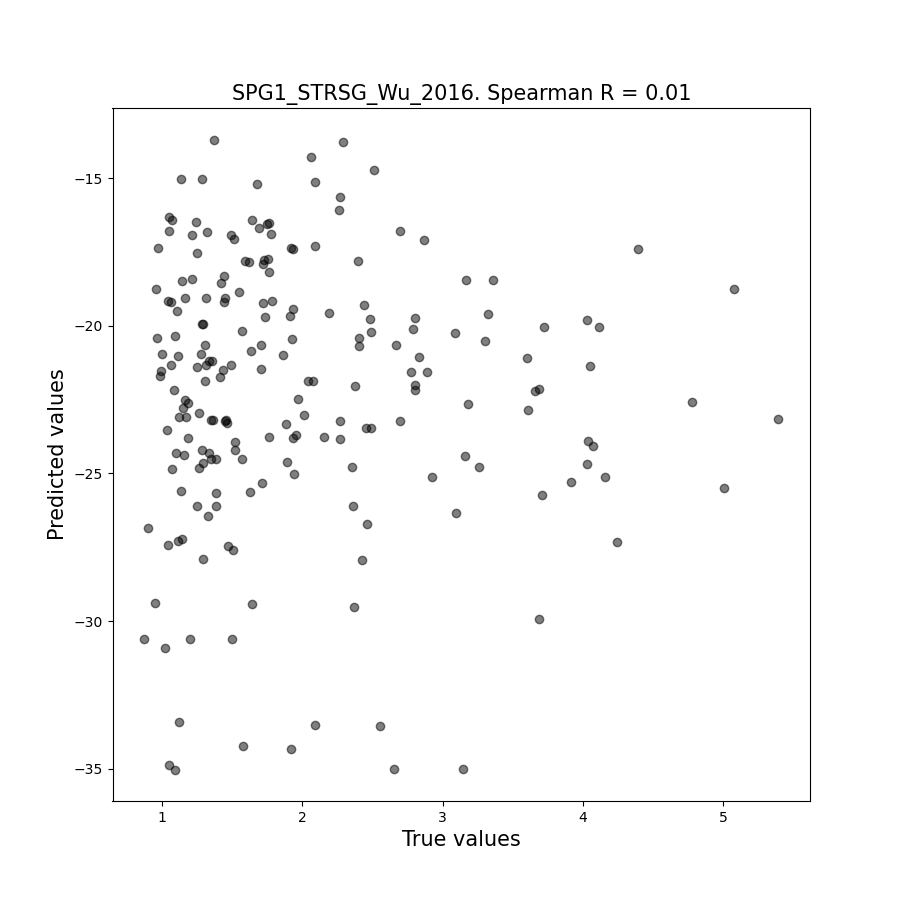 SPG1_STRSG_Wu_2016. Spearman R = 0.01
Predicted values
−15
−20
−25
−30
−35
1 2 3 4 5
True values